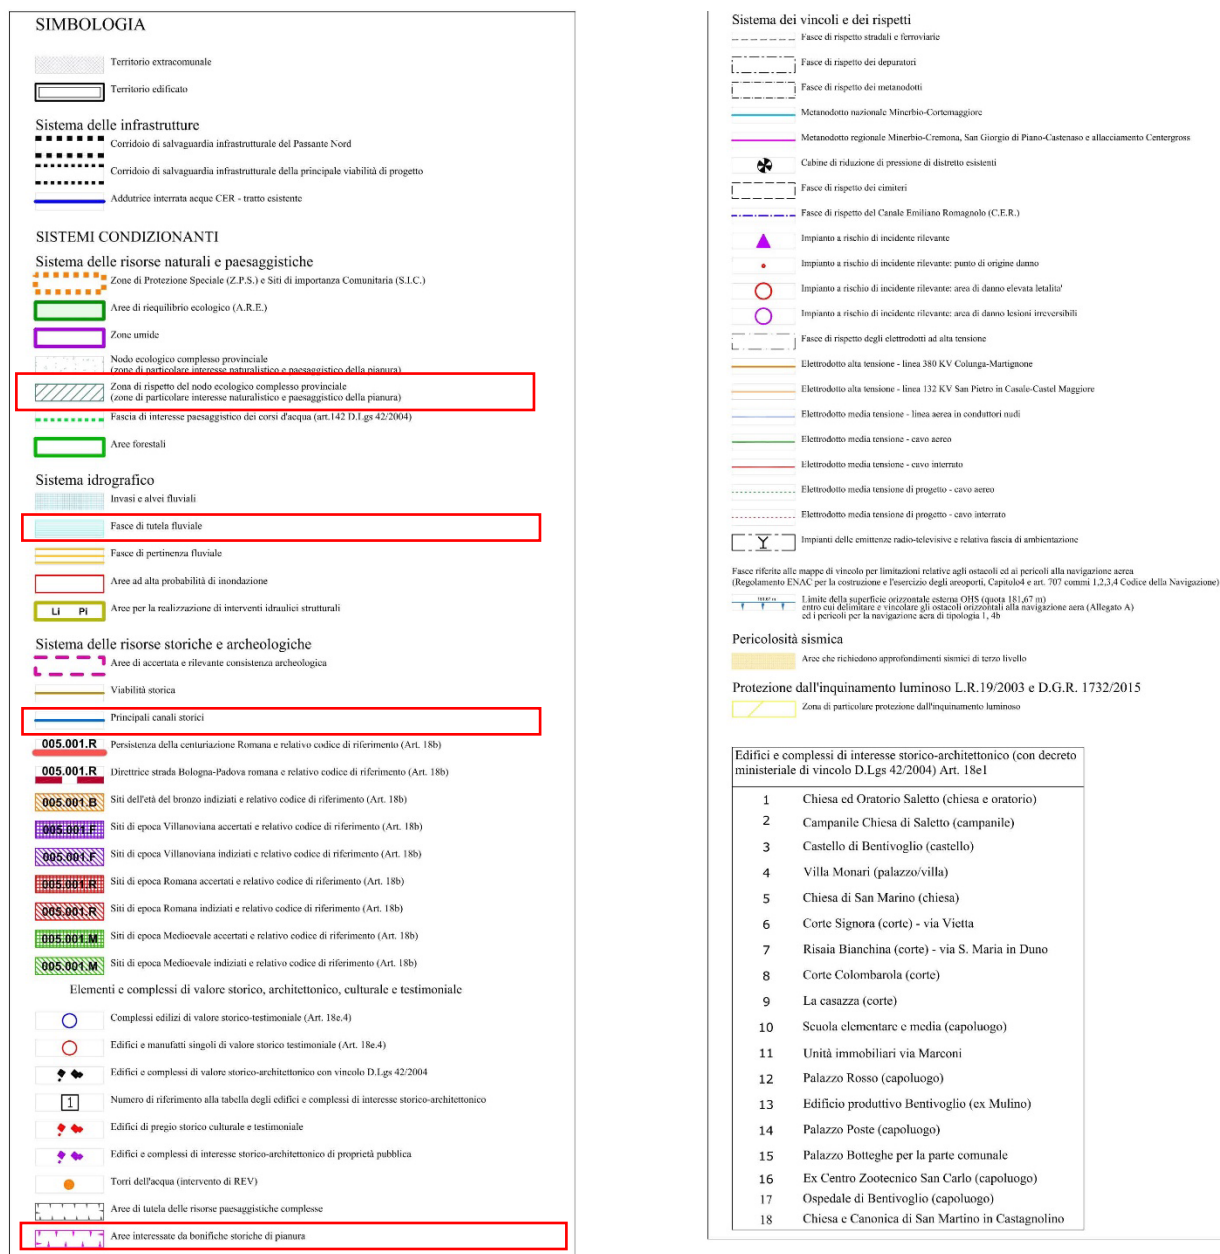 SIMBOLOGIA
Territorio extracomunale
Territorio edificato
Sistema delle infrastrutture
Corridoio di salvaguardia infrastrutturale del Passante Nord
Corridoio di salvaguardia infrastrutturale della principale viabilità di progetto
Adduttrice interrata acque CER - tratto esistente
SISTEMI CONDIZIONANTI
Sistema delle risorse naturali e paesaggistiche
Zone di Protezione Speciale (Z.P.S.) e Siti di importanza Comunitaria (S.I.C.)
Aree di riequilibrio ecologico (A.R.E.)
Zone umide
Nodo ecologico complesso provinciale
(zone di particolare interesse naturalistico e paesaggistico della pianura)
Zona di rispetto del nodo ecologico complesso provinciale
(zone di particolare interesse naturalistico e paesaggistico della pianura)
Fascia di interesse paesaggistico dei corsi d'acqua (art.142 D.Lgs 42/2004)
Aree forestali
Sistema idrografico
Invasi e alvei fluviali
Fasce di tutela fluviale
Fasce di pertinenza fluviale
Aree ad alta probabilità di inondazione
Li Pi Aree per la realizzazione di interventi idraulici strutturali
Sistema delle risorse storiche e archeologiche
Aree di accertata e rilevante consistenza archeologica
Viabilità storica
Principali canali storici
005.001.R Persistenza della centuriazione Romana e relativo codice di riferimento (Art. 18b)
005.001.R Direttrice strada Bologna-Padova romana e relativo codice di riferimento (Art. 18b)
005.001.B Siti dell'età del bronzo indiziati e relativo codice di riferimento (Art. 18b)
005.001.F Siti di epoca Villanoviana accertati e relativo codice di riferimento (Art. 18b)
005.001.F Siti di epoca Villanoviana indiziati e relativo codice di riferimento (Art. 18b)
005.001.R Siti di epoca Romana accertati e relativo codice di riferimento (Art. 18b)
005.001.R Siti di epoca Romana indiziati e relativo codice di riferimento (Art. 18b)
005.001.M Siti di epoca Medioevale accertati e relativo codice di riferimento (Art. 18b)
005.001.M Siti di epoca Medioevale indiziati e relativo codice di riferimento (Art. 18b)
Elementi e complessi di valore storico, architettonico, culturale e testimoniale
Complessi edilizi di valore storico-testimoniale (Art. 18e.4)
Edifici e manufatti singoli di valore storico testimoniale (Art. 18e.4)
Edifici e complessi di valore storico-architettonico con vincolo D.Lgs 42/2004
1 Numero di riferimento alla tabella degli edifici e complessi di interesse storico-architettonico
Edifici di pregio storico culturale e testimoniale
Edifici e complessi di interesse storico-architettonico di proprietà pubblica
Torri dell'acqua (intervento di REV)
Aree di tutela delle risorse paesaggistiche complesse
Aree interessate da bonifiche storiche di pianura
Sistema dei vincoli e dei rispetti
Fasce di rispetto stradali e ferroviarie
Fasce di rispetto dei depuratori
Fasce di rispetto dei metanodotti
Metanodotto nazionale Minerbio-Cortemaggiore
Metanodotto regionale Minerbio-Cremona, San Giorgio di Piano-Castenaso e allacciamento Centergross
Cabine di riduzione di pressione di distretto esistenti
Fasce di rispetto dei cimiteri
Fasce di rispetto del Canale Emiliano Romagnolo (C.E.R.)
Impianto a rischio di incidente rilevante
Impianto a rischio di incidente rilevante: punto di origine danno
Impianto a rischio di incidente rilevante: area di danno elevata letalita'
Impianto a rischio di incidente rilevante: area di danno lesioni irreversibili
Fasce di rispetto degli elettrodotti ad alta tensione
Elettrodotto alta tensione - linea 380 KV Colunga-Martignone
Elettrodotto alta tensione - linea 132 KV San Pietro in Casale-Castel Maggiore
Elettrodotto media tensione - linea aerea in conduttori nudi
Elettrodotto media tensione - cavo aereo
Elettrodotto media tensione - cavo interrato
Elettrodotto media tensione di progetto - cavo aereo
Elettrodotto media tensione di progetto - cavo interrato
Impianti delle emittenze radio-televisive e relativa fascia di ambientazione
Fasce riferite alle mappe di vincolo per limitazioni relative agli ostacoli ed ai pericoli alla navigazione aerea
(Regolamento ENAC per la costruzione e l'esercizio degli areoporti, Capitolo4 e art. 707 commi 1,2,3,4 Codice della Navigazione)
Limite della superficie orizzontale esterna OHS (quota 181,67 m)
entro cui delimitare e vincolare gli ostacoli orizzontali alla navigazione aera (Allegato A)
ed i pericoli per la navigazione aera di tipologia 1, 4b
Pericolosità sismica
Aree che richiedono approfondimenti sismici di terzo livello
Protezione dall'inquinamento luminoso L.R.19/2003 e D.G.R. 1732/2015
Zona di particolare protezione dall'inquinamento luminoso
Edifici e complessi di interesse storico-architettonico (con decreto
ministeriale di vincolo D.Lgs 42/2004) Art. 18e1
1 Chiesa ed Oratorio Saletto (chiesa e oratorio)
2 Campanile Chiesa di Saletto (campanile)
3 Castello di Bentivoglio (castello)
4 Villa Monari (palazzo/villa)
5 Chiesa di San Marino (chiesa)
6 Corte Signora (corte) - via Vietta
7 Risaia Bianchina (corte) - via S. Maria in Duno
8 Corte Colombarola (corte)
9 La casazza (corte)
10 Scuola elementare e media (capoluogo)
11 Unità immobiliari via Marconi
12 Palazzo Rosso (capoluogo)
13 Edificio produttivo Bentivoglio (ex Mulino)
14 Palazzo Poste (capoluogo)
15 Palazzo Botteghe per la parte comunale
16 Ex Centro Zootecnico San Carlo (capoluogo)
17 Ospedale di Bentivoglio (capoluogo)
18 Chiesa e Canonica di San Martino in Castagnolino